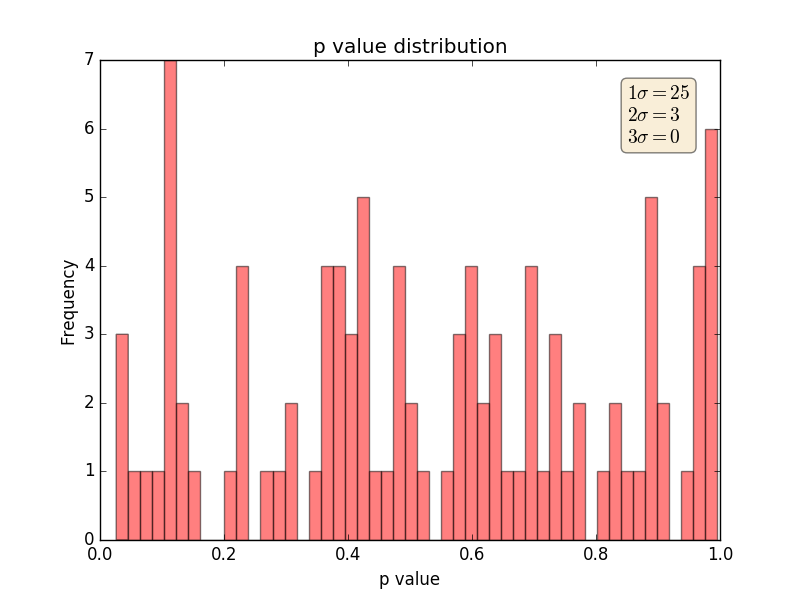 p value distribution
1σ = 25
2σ = 3
3σ = 0
7
6
5
4
3
2
1
0
Frequency
0.0 0.2 0.4 0.6 0.8 1.0
p value